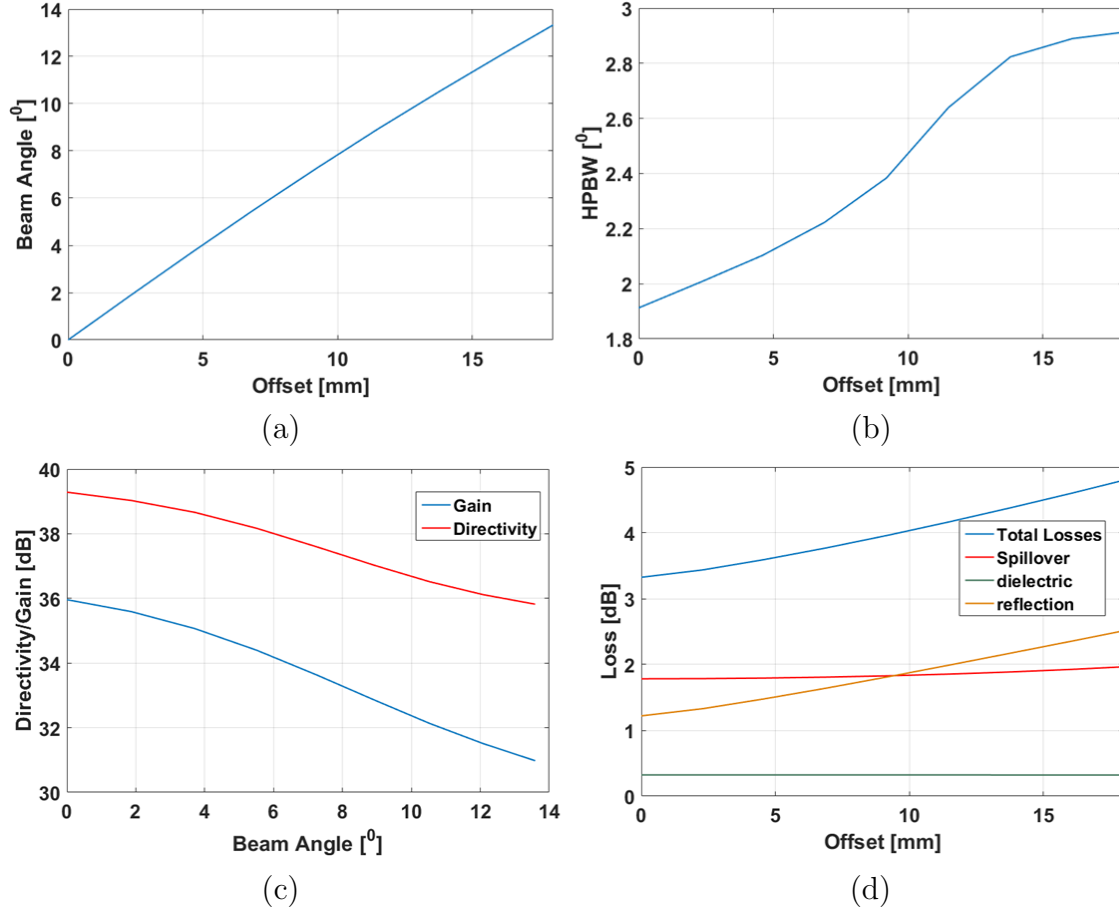 14
12
10
8
6
4
2
0
Beam Angle [⁰]
0 5 10 15
Offset [mm]
(a)
3
2.8
2.6
2.4
2.2
2
1.8
HPBW [⁰]
0 5 10 15
Offset [mm]
(b)
40
38
36
34
32
30
Directivity/Gain [dB]
Gain
Directivity
0 2 4 6 8 10 12 14
Beam Angle [⁰]
(c)
5
4
3
2
1
0
Loss [dB]
Total Losses
Spillover
dielectric
reflection
0 5 10 15
Offset [mm]
(d)